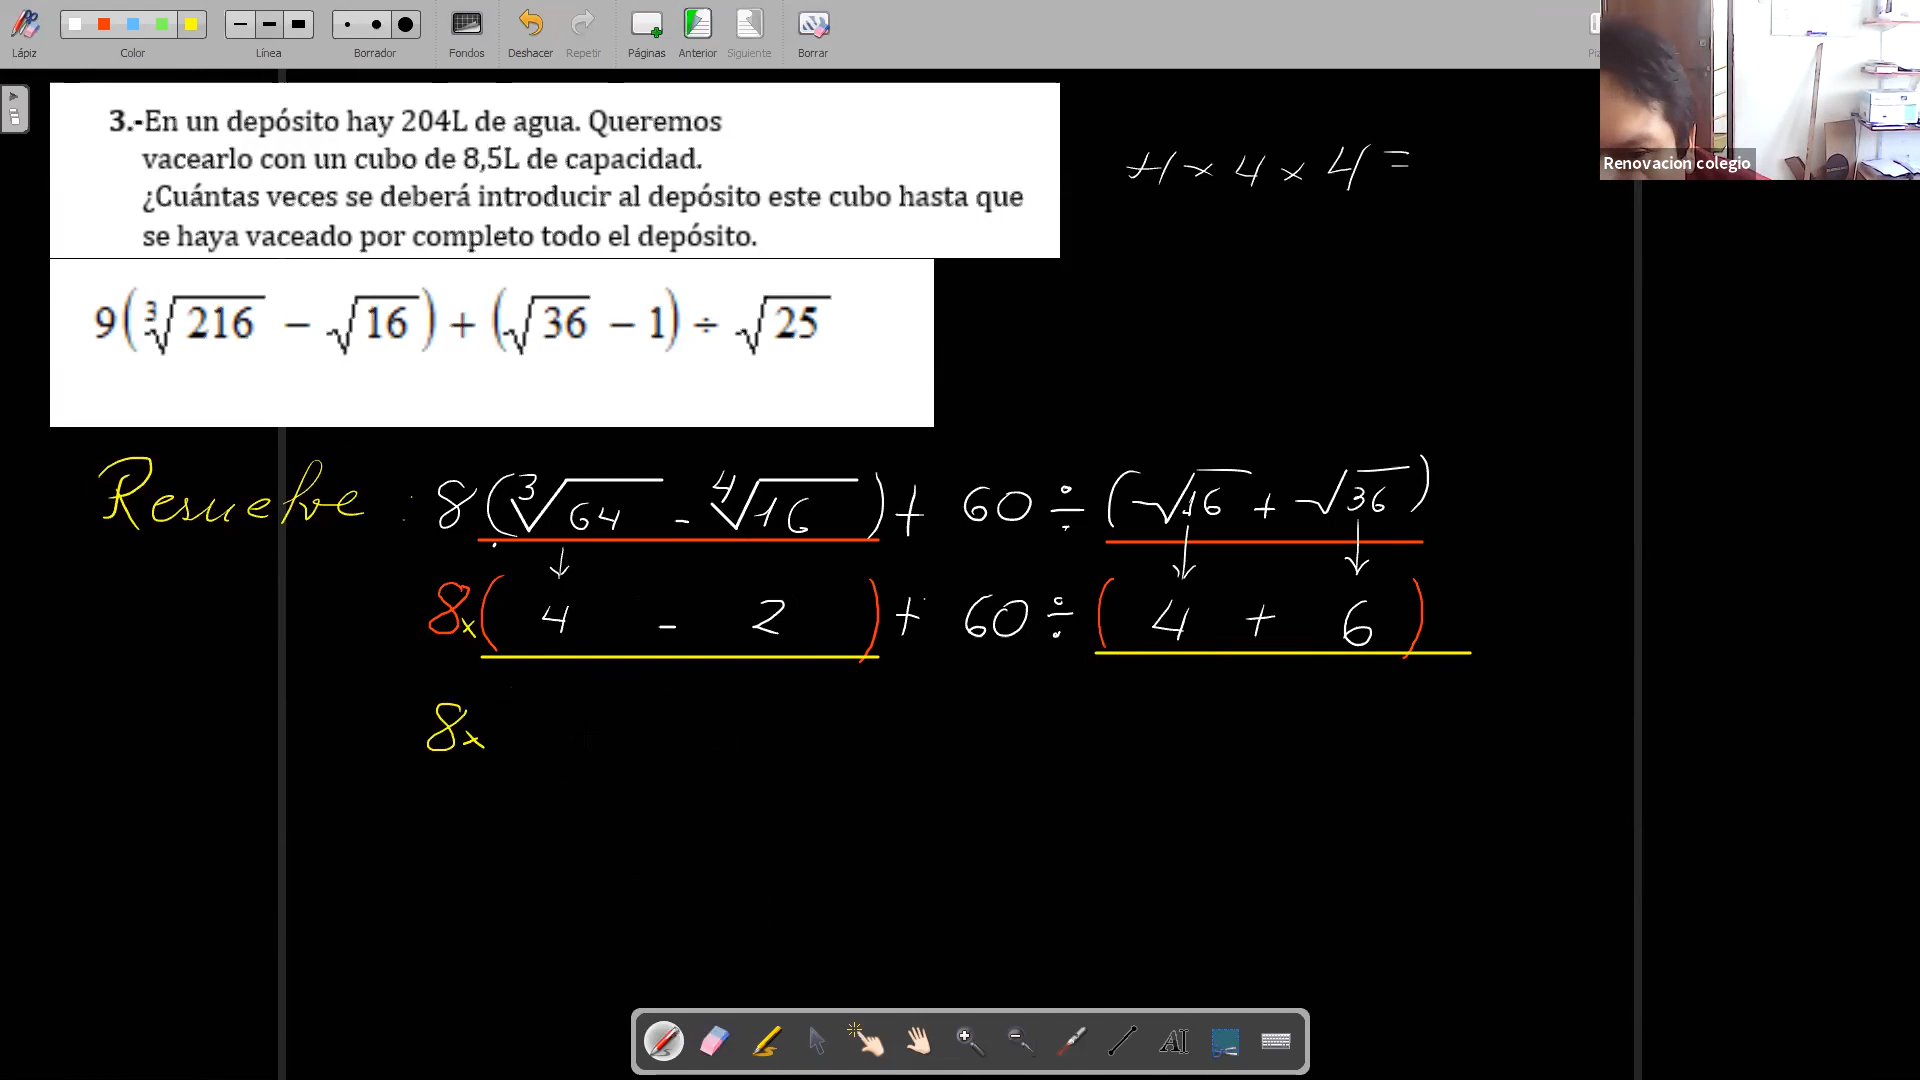 Lápiz
Color
Línea
Borrador
Fondos
Deshacer
Repetir
Páginas
Anterior
Siguiente
Borrar
3.-En un depósito hay 204L de agua. Queremos
vacearlo con un cubo de 8,5L de capacidad.
¿Cuántas veces se deberá introducir al depósito este cubo hasta que
se haya vaceado por completo todo el depósito.
4 × 4 × 4 =
Renovacion colegio
9(∛216 − √16) + (√36 − 1) ÷ √25
Resuelve : 8(∛64 - ∜16) + 60 ÷ (√16 + √36)
8x( 4 - 2 ) + 60 ÷ ( 4 + 6 )
8x
AI